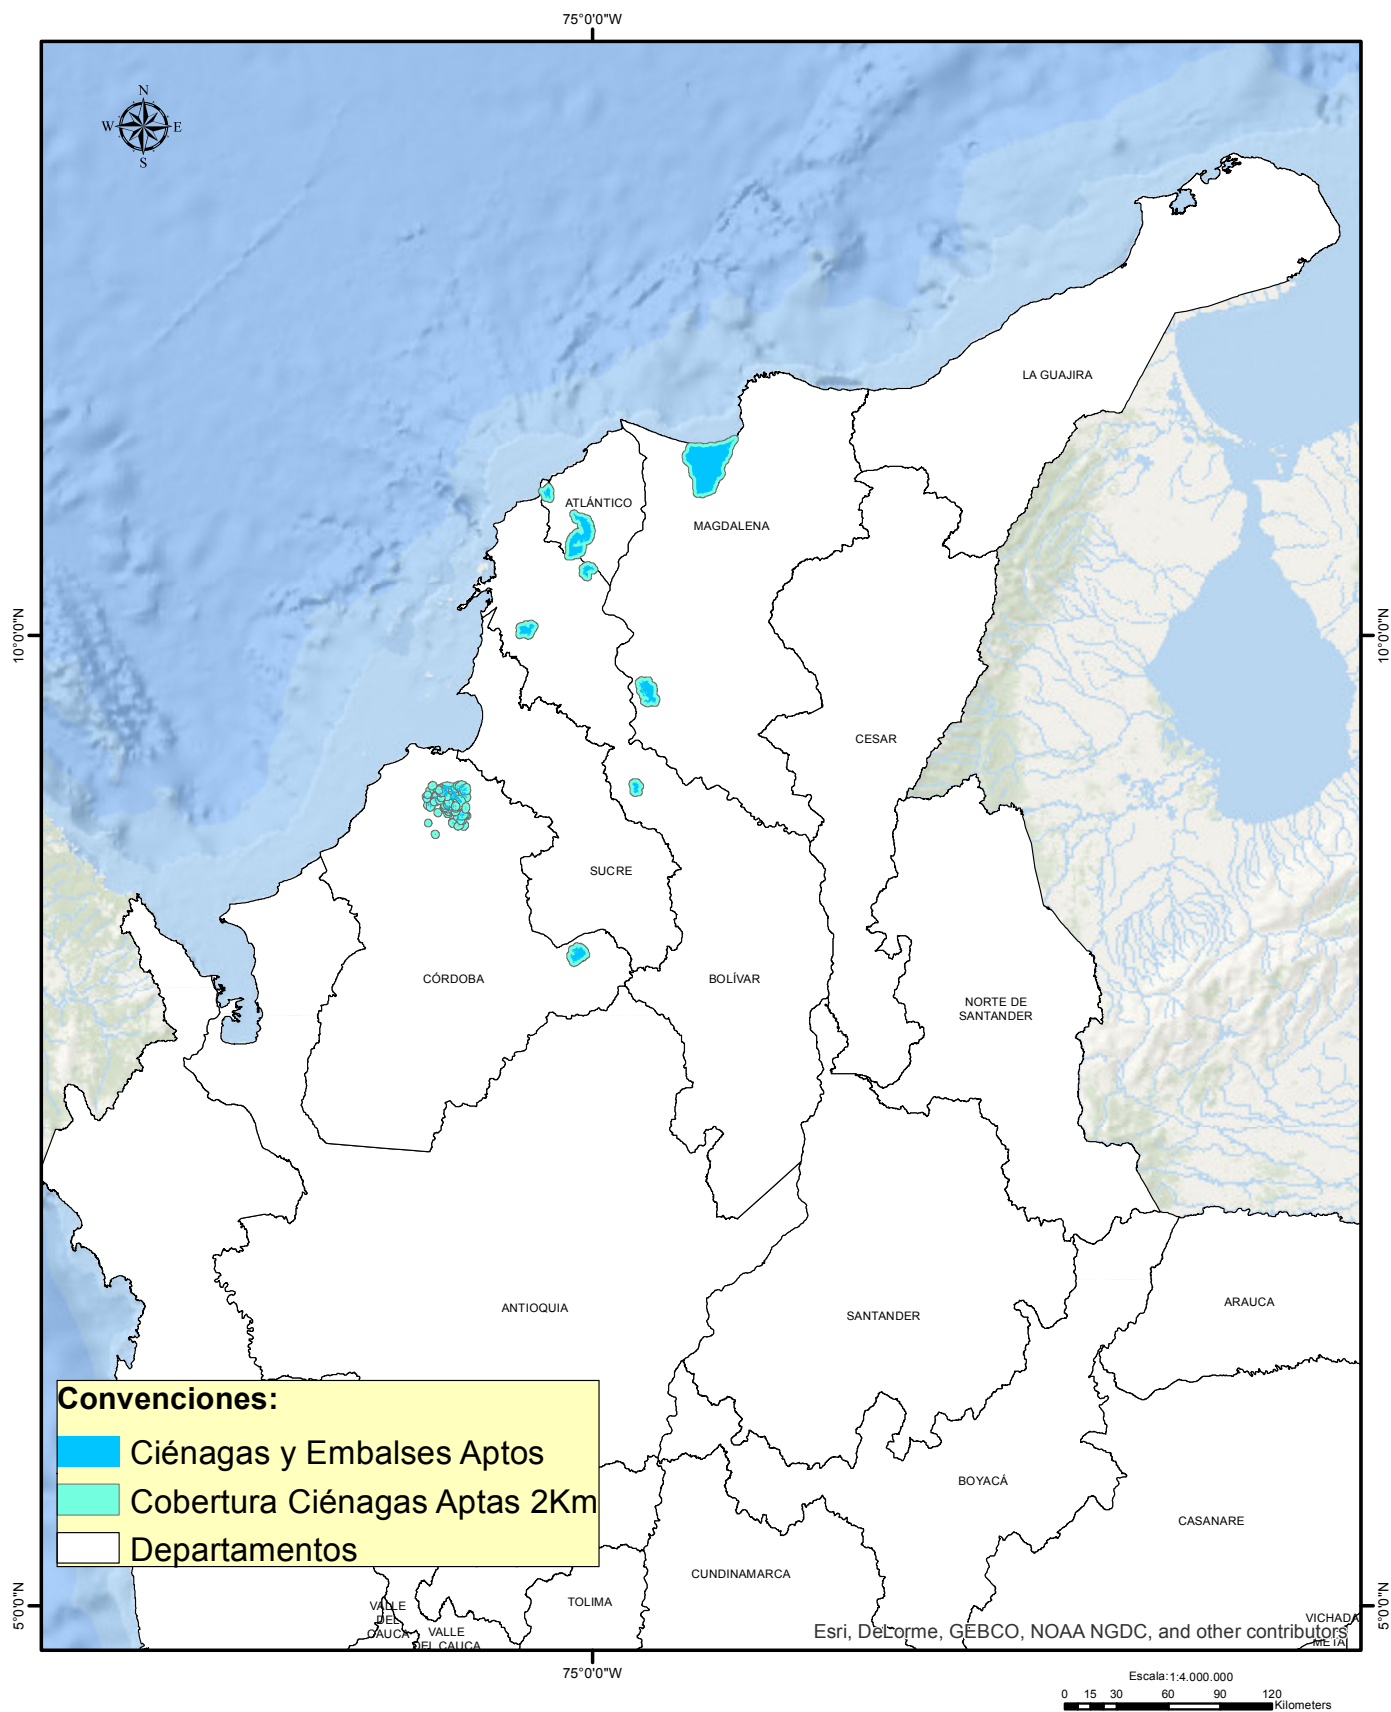 75°0'0"W
N
W
E
S
LA GUAJIRA
ATLÁNTICO
MAGDALENA
10°0'0"N
10°0'0"N
CESAR
SUCRE
CÓRDOBA
BOLÍVAR
NORTE DE
SANTANDER
ANTIOQUIA
SANTANDER
ARAUCA
Convenciones:
Ciénagas y Embalses Aptos
Cobertura Ciénagas Aptas 2Km
Departamentos
BOYACÁ
CASANARE
CUNDINAMARCA
TOLIMA
VALLE
DEL
CAUCA
VALLE
DEL CAUCA
VICHADA
META
5°0'0"N
5°0'0"N
Esri, DeLorme, GEBCO, NOAA NGDC, and other contributors
75°0'0"W
Escala:1:4.000.000
0 15 30 60 90 120
Kilometers